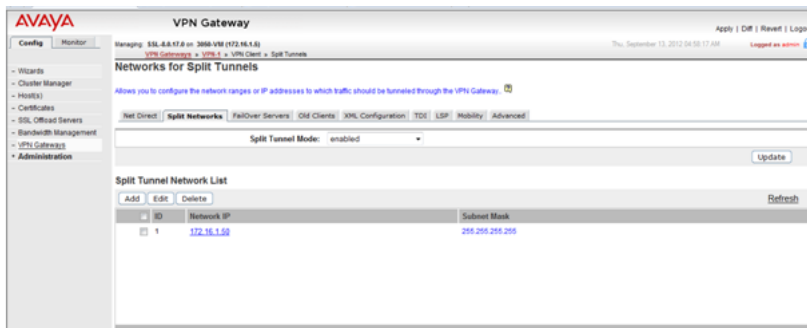 AVAYA
VPN Gateway
Apply | Diff | Revert | Logo
Config Monitor
Managing: SSL-8.0.17.0 on 3050-VM (172.16.1.5)
Thu, September 13, 2012 04:58:17 AM
Logged as admin
VPN Gateways » VPN-1 » VPN Client » Split Tunnels
Networks for Split Tunnels
Allows you to configure the network ranges or IP addresses to which traffic should be tunneled through the VPN Gateway.
– Wizards
– Cluster Manager
– Host(s)
– Certificates
– SSL Offload Servers
– Bandwidth Management
– VPN Gateways
+ Administration
Net Direct Split Networks FailOver Servers Old Clients XML Configuration TDI LSP Mobility Advanced
Split Tunnel Mode: enabled
Update
Split Tunnel Network List
Add Edit Delete
Refresh
ID Network IP Subnet Mask
1 172.16.1.50 255.255.255.255